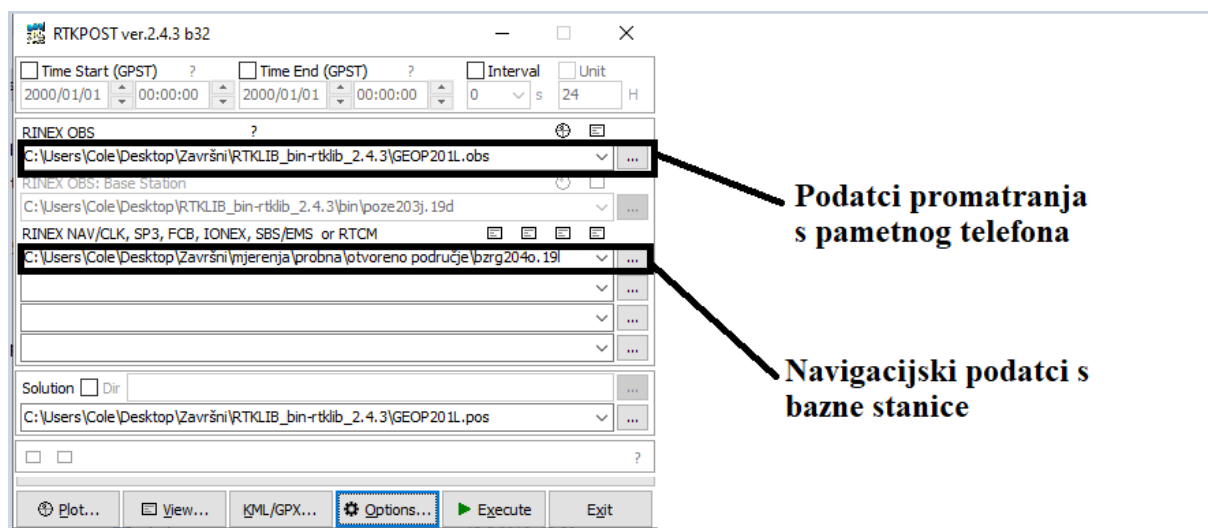 RTKPOST ver.2.4.3 b32
Time Start (GPST) ? Time End (GPST) ? Interval Unit
2000/01/01 00:00:00 2000/01/01 00:00:00 0 s 24 H
RINEX OBS ?
C:\Users\Cole\Desktop\Završni\RTKLIB_bin-rtklib_2.4.3\GEOP201L.obs ...
RINEX OBS: Base Station
C:\Users\Cole\Desktop\RTKLIB_bin-rtklib_2.4.3\bin\poze203j.19d ...
RINEX NAV/CLK, SP3, FCB, IONEX, SBS/EMS or RTCM
C:\Users\Cole\Desktop\Završni\mjerenja\probna\otvoreno područje\bzrg204o.19l ...
...
...
...
Solution Dir ...
C:\Users\Cole\Desktop\Završni\RTKLIB_bin-rtklib_2.4.3\GEOP201L.pos ...
?
Plot... View... KML/GPX... Options... Execute Exit
Podatci promatranja
s pametnog telefona
Navigacijski podatci s
bazne stanice